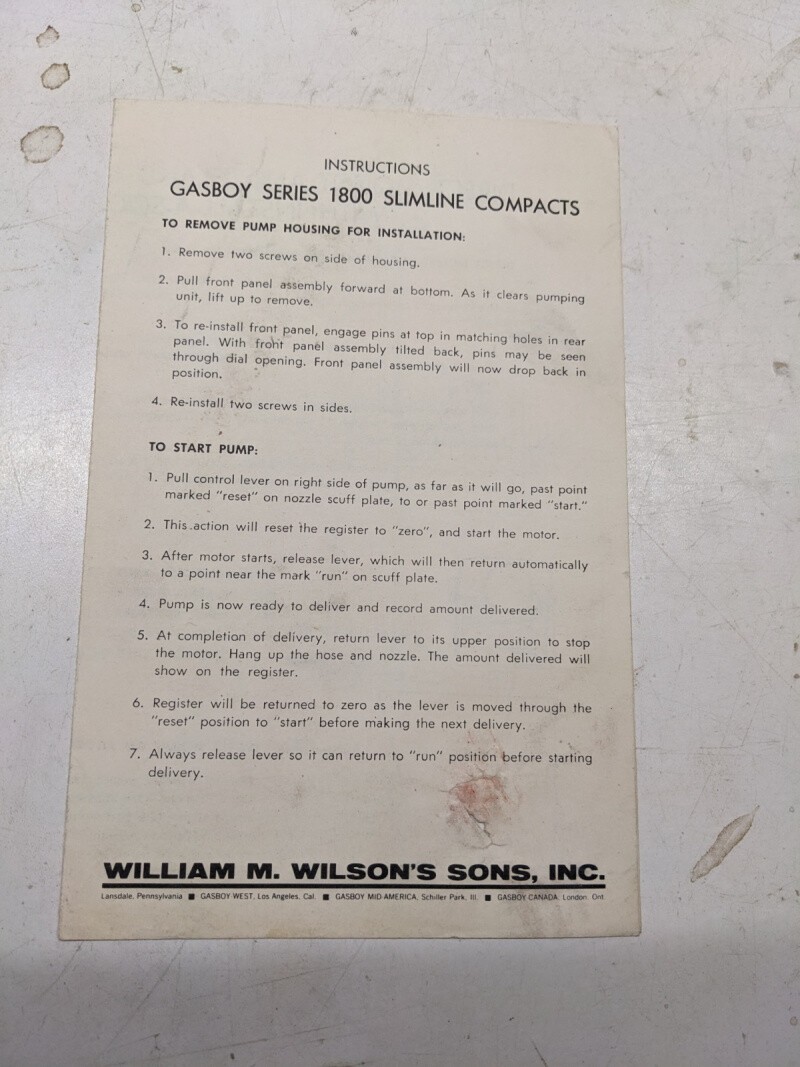 INSTRUCTIONS
GASBOY SERIES 1800 SLIMLINE COMPACTS
TO REMOVE PUMP HOUSING FOR INSTALLATION:
1. Remove two screws on side of housing.
2. Pull front panel assembly forward at bottom. As it clears pumping
unit, lift up to remove.
3. To re-install front panel, engage pins at top in matching holes in rear
panel. With front panel assembly tilted back, pins may be seen
through dial opening. Front panel assembly will now drop back in
position.
4. Re-install two screws in sides.
TO START PUMP:
1. Pull control lever on right side of pump, as far as it will go, past point
marked "reset" on nozzle scuff plate, to or past point marked "start."
2. This action will reset the register to "zero", and start the motor.
3. After motor starts, release lever, which will then return automatically
to a point near the mark "run" on scuff plate.
4. Pump is now ready to deliver and record amount delivered.
5. At completion of delivery, return lever to its upper position to stop
the motor. Hang up the hose and nozzle. The amount delivered will
show on the register.
6. Register will be returned to zero as the lever is moved through the
"reset" position to "start" before making the next delivery.
7. Always release lever so it can return to "run" position before starting
delivery.
WILLIAM M. WILSON'S SONS, INC.
Lansdale, Pennsylvania ■ GASBOY-WEST, Los Angeles, Cal. ■ GASBOY MID-AMERICA, Schiller Park, Ill. ■ GASBOY CANADA, London, Ont.